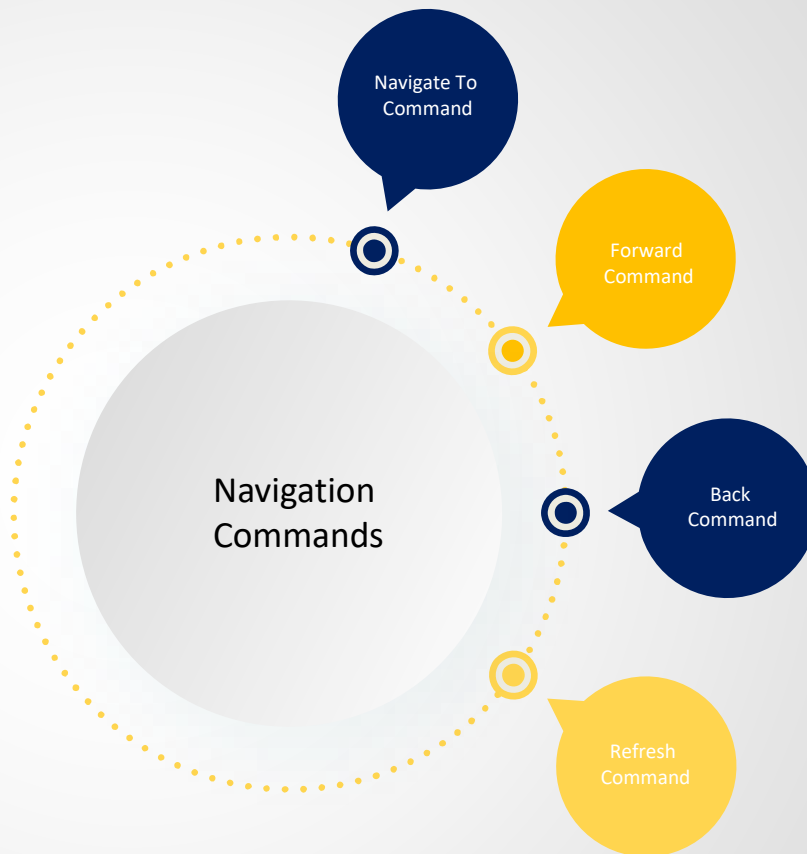 Navigate To
Command
Forward
Command
Navigation
Commands
Back
Command
Refresh
Command